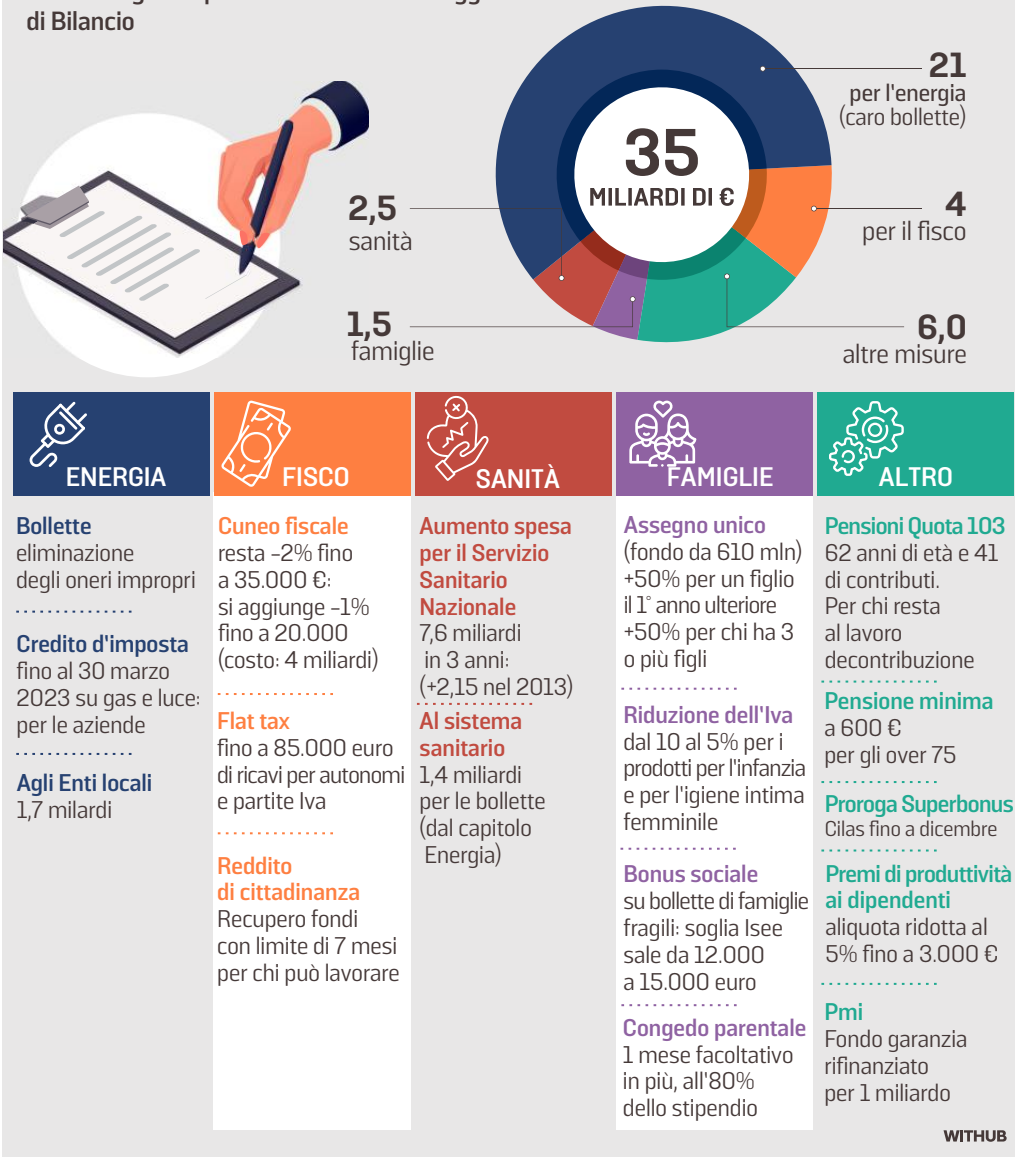 di Bilancio
21
per l'energia
(caro bollette)
35
MILIARDI DI €
2,5
sanità
4
per il fisco
1,5
famiglie
6,0
altre misure
ENERGIA
Bollette
eliminazione
degli oneri impropri
Credito d'imposta
fino al 30 marzo
2023 su gas e luce:
per le aziende
Agli Enti locali
1,7 milardi
FISCO
Cuneo fiscale
resta -2% fino
a 35.000 €:
si aggiunge -1%
fino a 20.000
(costo: 4 miliardi)
Flat tax
fino a 85.000 euro
di ricavi per autonomi
e partite Iva
Reddito
di cittadinanza
Recupero fondi
con limite di 7 mesi
per chi può lavorare
SANITÀ
Aumento spesa
per il Servizio
Sanitario
Nazionale
7,6 miliardi
in 3 anni:
(+2,15 nel 2013)
Al sistema
sanitario
1,4 miliardi
per le bollette
(dal capitolo
Energia)
FAMIGLIE
Assegno unico
(fondo da 610 mln)
+50% per un figlio
il 1° anno ulteriore
+50% per chi ha 3
o più figli
Riduzione dell'Iva
dal 10 al 5% per i
prodotti per l'infanzia
e per l'igiene intima
femminile
Bonus sociale
su bollette di famiglie
fragili: soglia Isee
sale da 12.000
a 15.000 euro
Congedo parentale
1 mese facoltativo
in più, all'80%
dello stipendio
ALTRO
Pensioni Quota 103
62 anni di età e 41
di contributi.
Per chi resta
al lavoro
decontribuzione
Pensione minima
a 600 €
per gli over 75
Proroga Superbonus
Cilas fino a dicembre
Premi di produttività
ai dipendenti
aliquota ridotta al
5% fino a 3.000 €
Pmi
Fondo garanzia
rifinanziato
per 1 miliardo
WITHUB